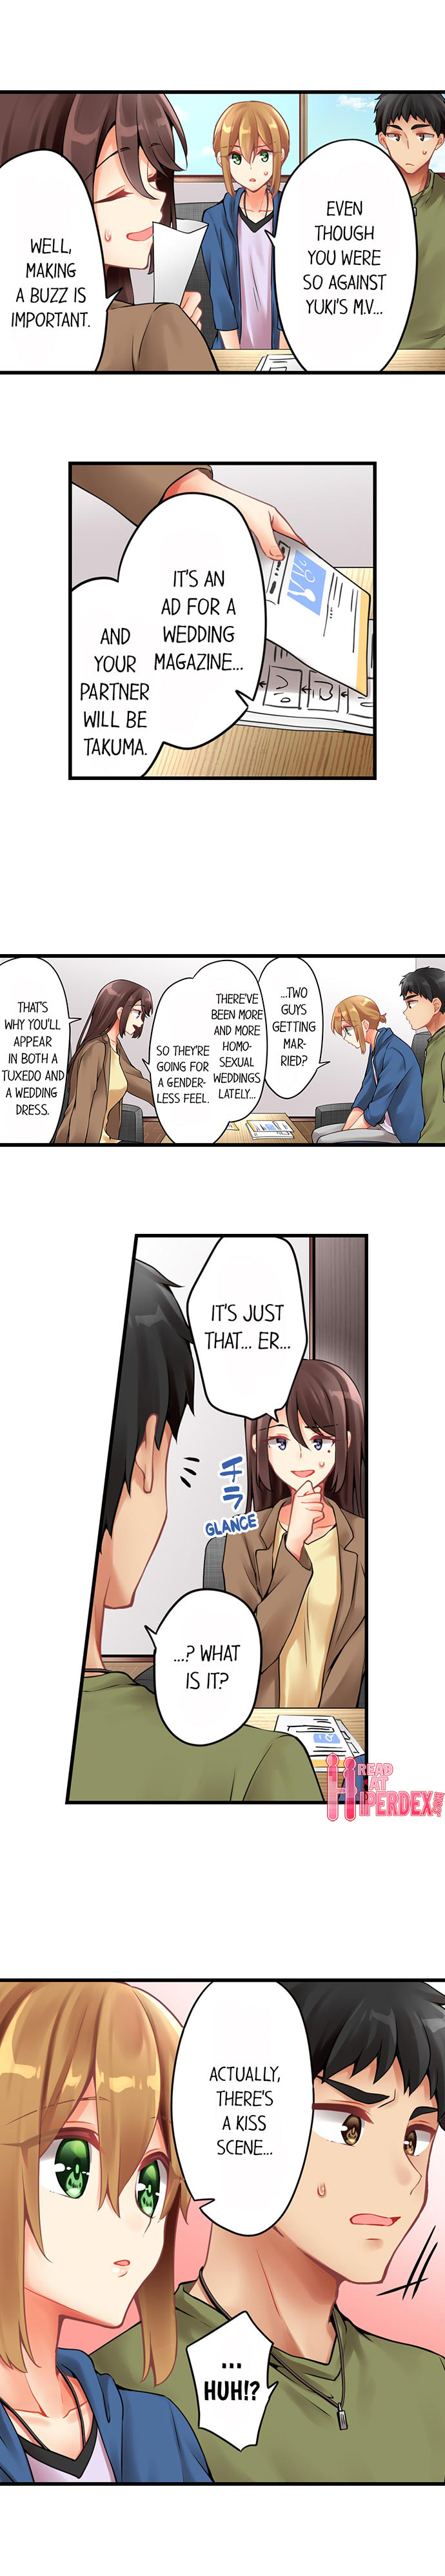 EVEN
THOUGH
YOU WERE
SO AGAINST
YUKI'S M.V...
WELL,
MAKING
A BUZZ IS
IMPORTANT.
IT'S AN
AD FOR A
WEDDING
MAGAZINE...
AND
YOUR
PARTNER
WILL BE
TAKUMA.
...TWO
GUYS
GETTING
MAR-
RIED?
THERE'VE
BEEN MORE
AND MORE
HOMO-
SEXUAL
WEDDINGS
LATELY...
SO THEY'RE
GOING FOR
A GENDER-
LESS FEEL.
THAT'S
WHY YOU'LL
APPEAR
IN BOTH A
TUXEDO AND
A WEDDING
DRESS.
IT'S JUST
THAT... ER...
チラ
GLANCE
...? WHAT
IS IT?
READ
AT
HIPERDEX
ACTUALLY,
THERE'S
A KISS
SCENE...
...
HUH!?